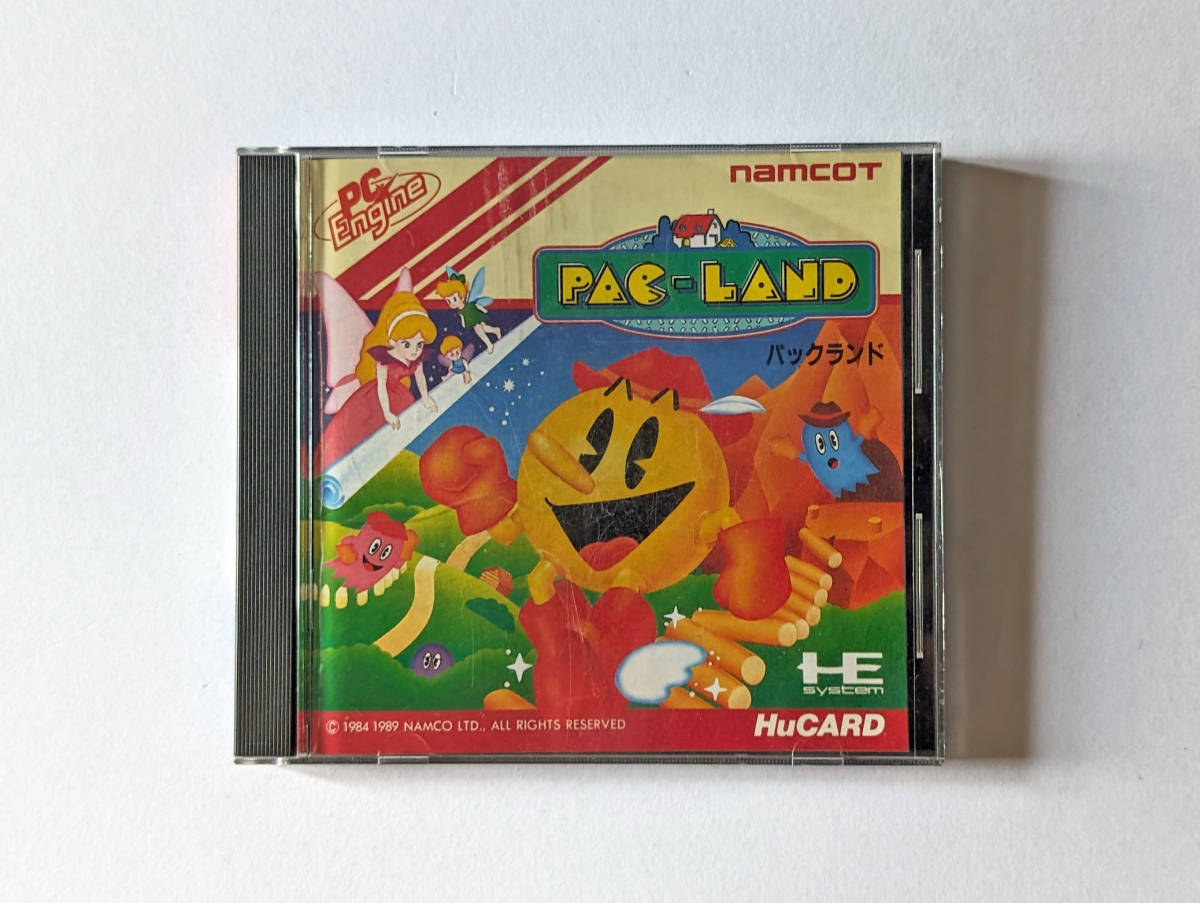 PC Engine
namcot
PAC-LAND
パックランド
HE
system
© 1984 1989 NAMCO LTD., ALL RIGHTS RESERVED
HuCARD